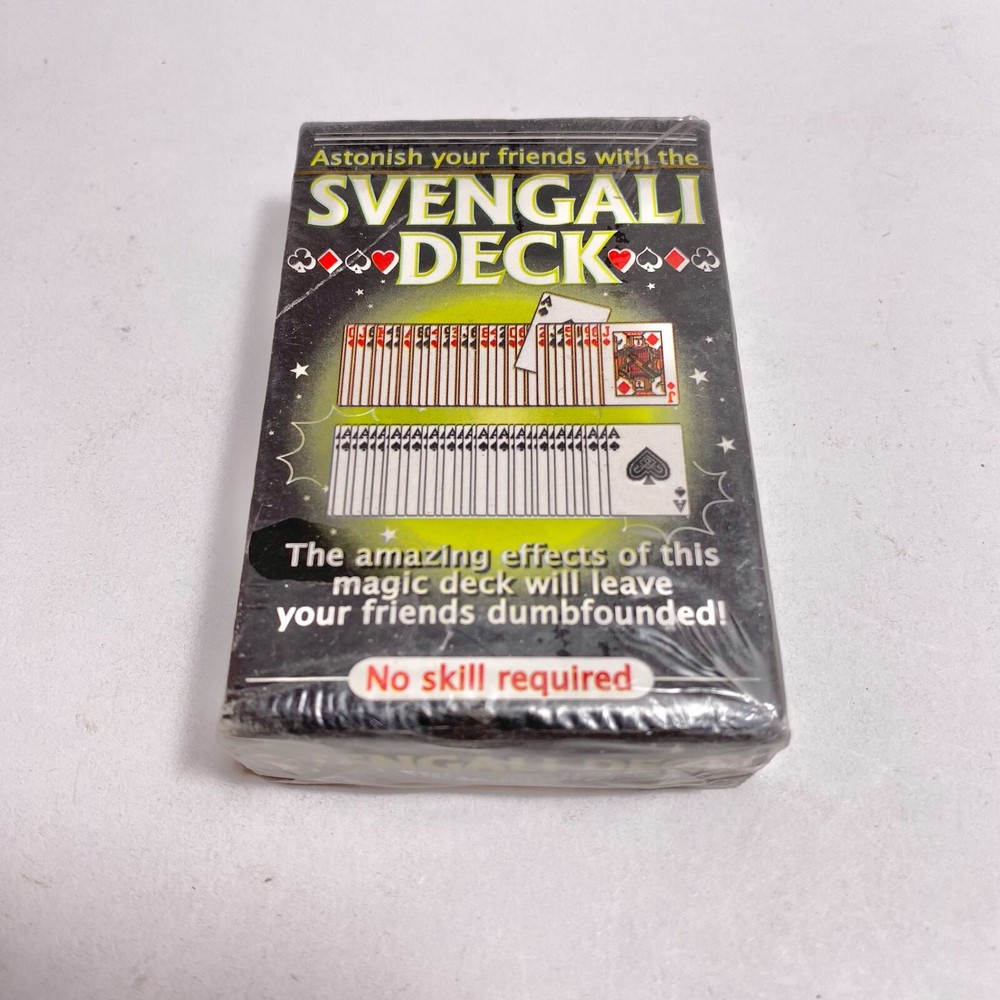 Astonish your friends with the
SVENGALI
DECK
The amazing effects of this
magic deck will leave
your friends dumbfounded!
No skill required